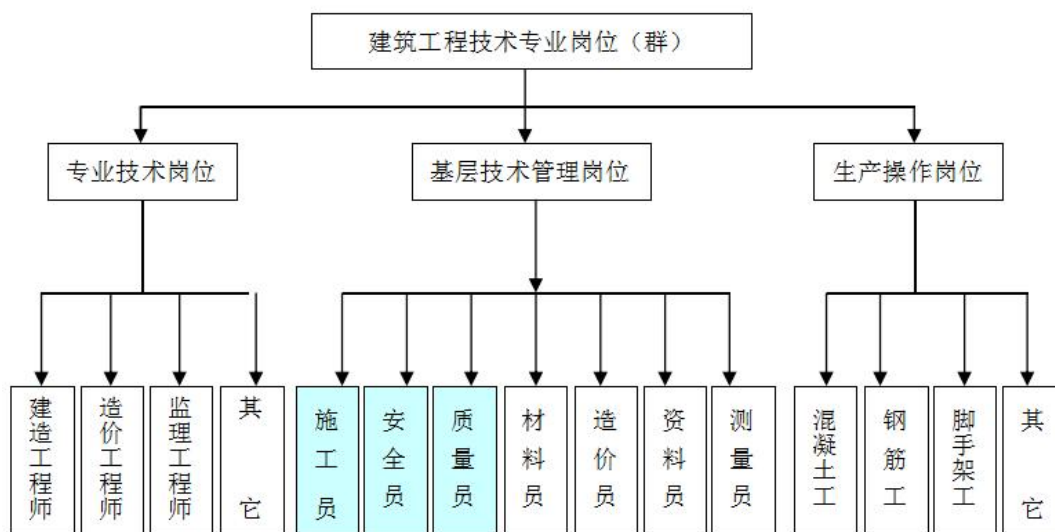 建筑工程技术专业岗位（群）
专业技术岗位
基层技术管理岗位
生产操作岗位
建造工程师
造价工程师
监理工程师
其它
施工员
安全员
质量员
材料员
造价员
资料员
测量员
混凝土工
钢筋工
脚手架工
其它